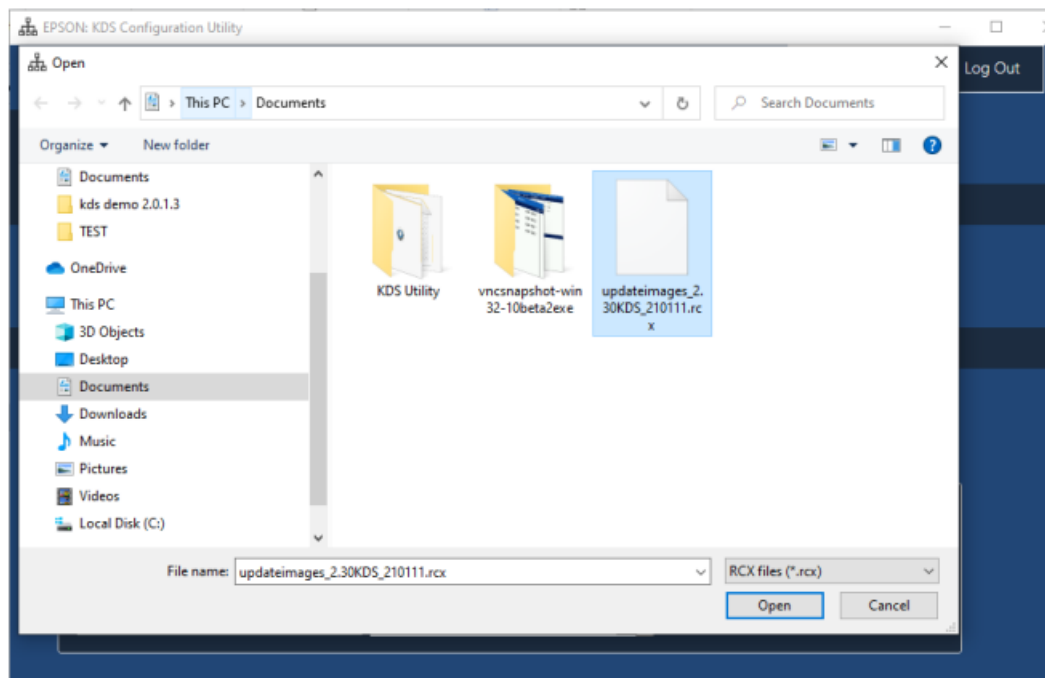 EPSON: KDS Configuration Utility
Log Out
Open
This PC > Documents
Search Documents
Organize
New folder
Documents
kds demo 2.0.1.3
TEST
OneDrive
This PC
3D Objects
Desktop
Documents
Downloads
Music
Pictures
Videos
Local Disk (C:)
KDS Utility
vncsnapshot-win
32-10beta2exe
updateimages_2.
30KDS_210111.rc
x
File name: updateimages_2.30KDS_210111.rcx
RCX files (*.rcx)
Open
Cancel